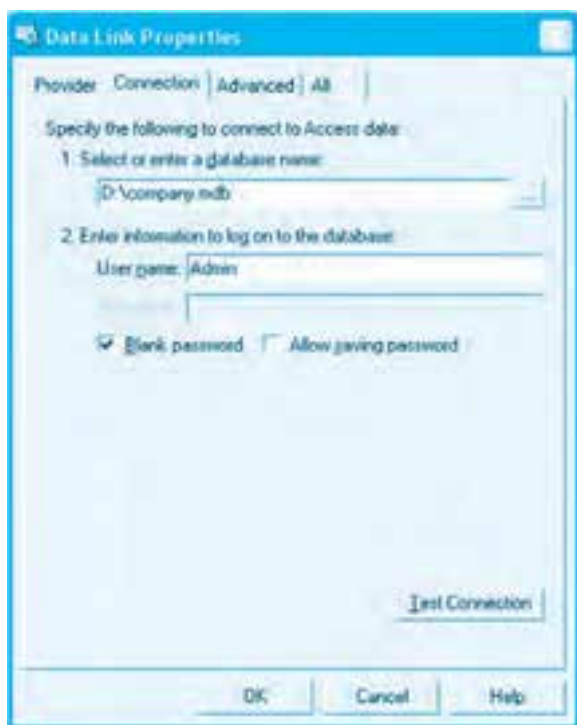 Data Link Properties
Provider Connection Advanced All
Specify the following to connect to Access data:
1. Select or enter a database name:
D:\company.mdb ...
2. Enter information to log on to the database:
User name: Admin
Blank password Allow saving password
Test Connection
OK Cancel Help